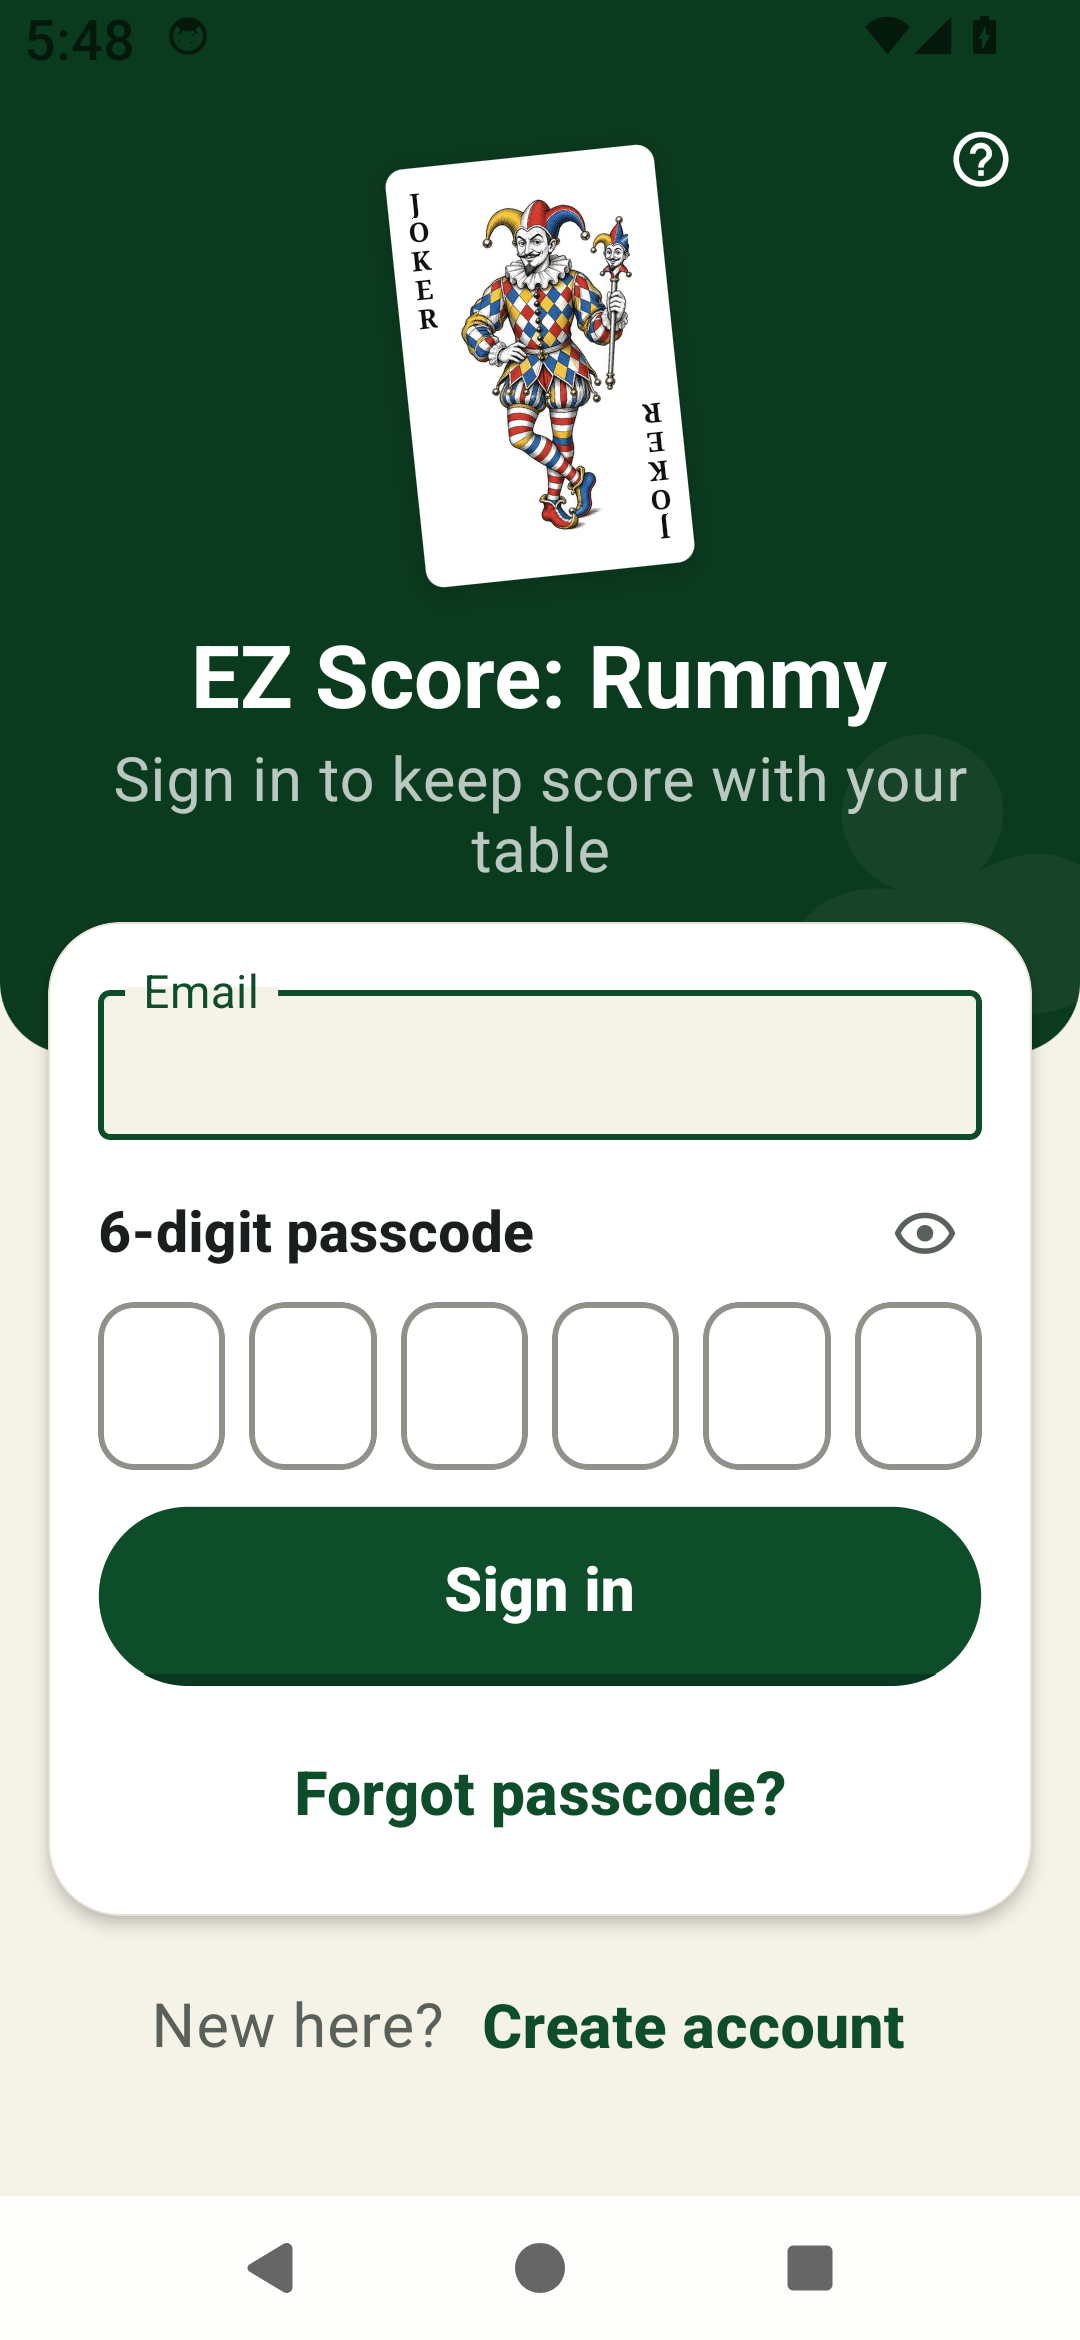 5:48
JOKER
JOKER
EZ Score: Rummy
Sign in to keep score with your
table
Email
6-digit passcode
Sign in
Forgot passcode?
New here? Create account